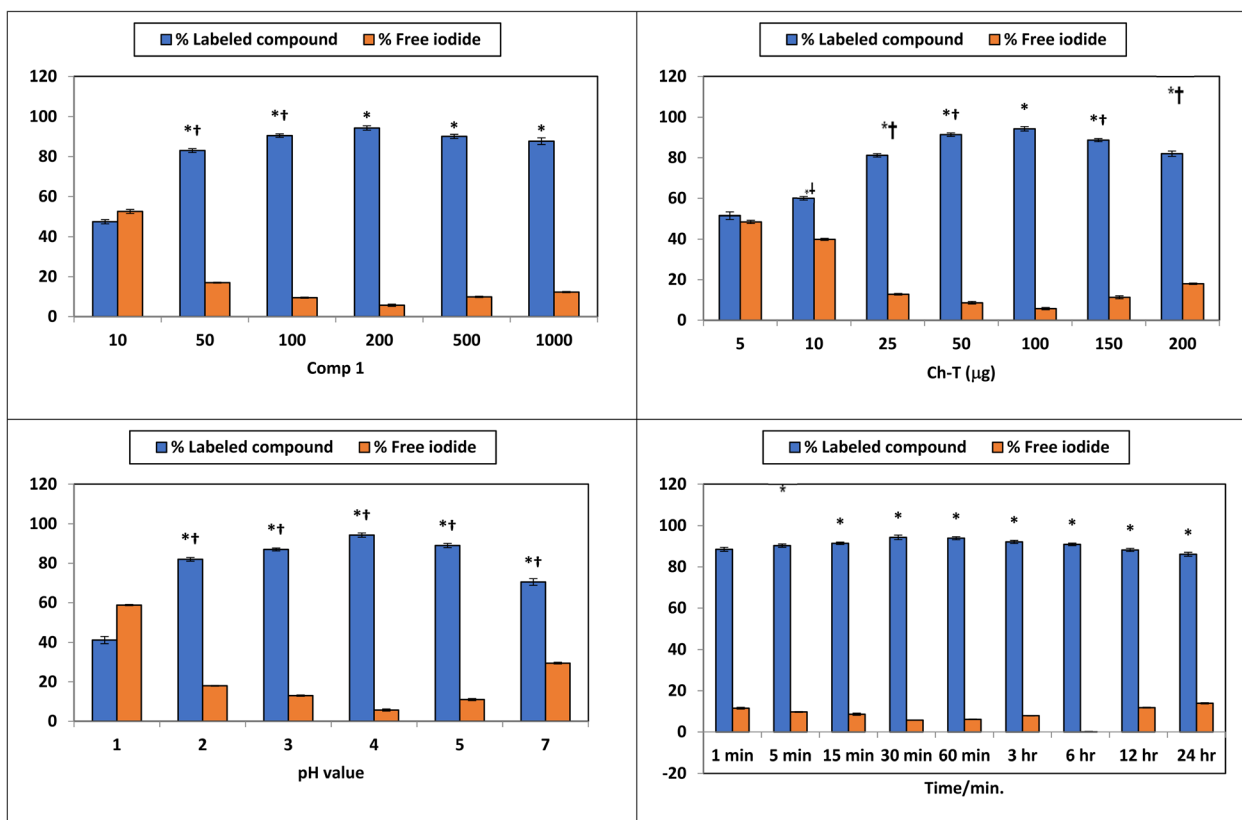 % Labeled compound % Free iodide
120
*† *† * * *
100
80
60
40
20
0
10 50 100 200 500 1000
Comp 1
% Labeled compound % Free iodide
120
*† *† *† * *† *†
100
80
60
40
20
0
5 10 25 50 100 150 200
Ch-T (μg)
% Labeled compound % Free iodide
120
*† *† *† *† *†
100
80
60
40
20
0
1 2 3 4 5 7
pH value
% Labeled compound % Free iodide
120
* * * * * * * *
100
80
60
40
20
0
-20
1 min 5 min 15 min 30 min 60 min 3 hr 6 hr 12 hr 24 hr
Time/min.